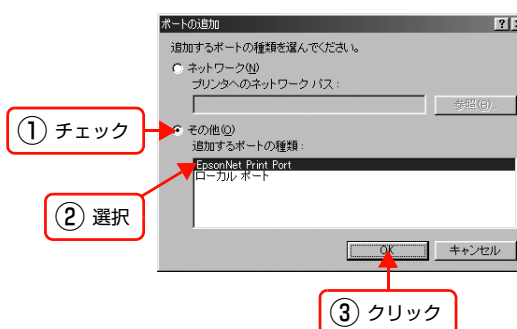 ポートの追加
追加するポートの種類を選んでください。
ネットワーク(N)
プリンタへのネットワーク パス:
参照(B)...
① チェック
その他(O)
追加するポートの種類:
EpsonNet Print Port
ローカル ポート
② 選択
OK キャンセル
③ クリック